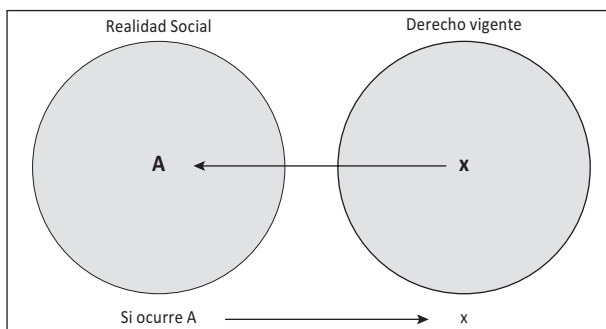 Realidad Social
Derecho vigente
A
x
Si ocurre A
x